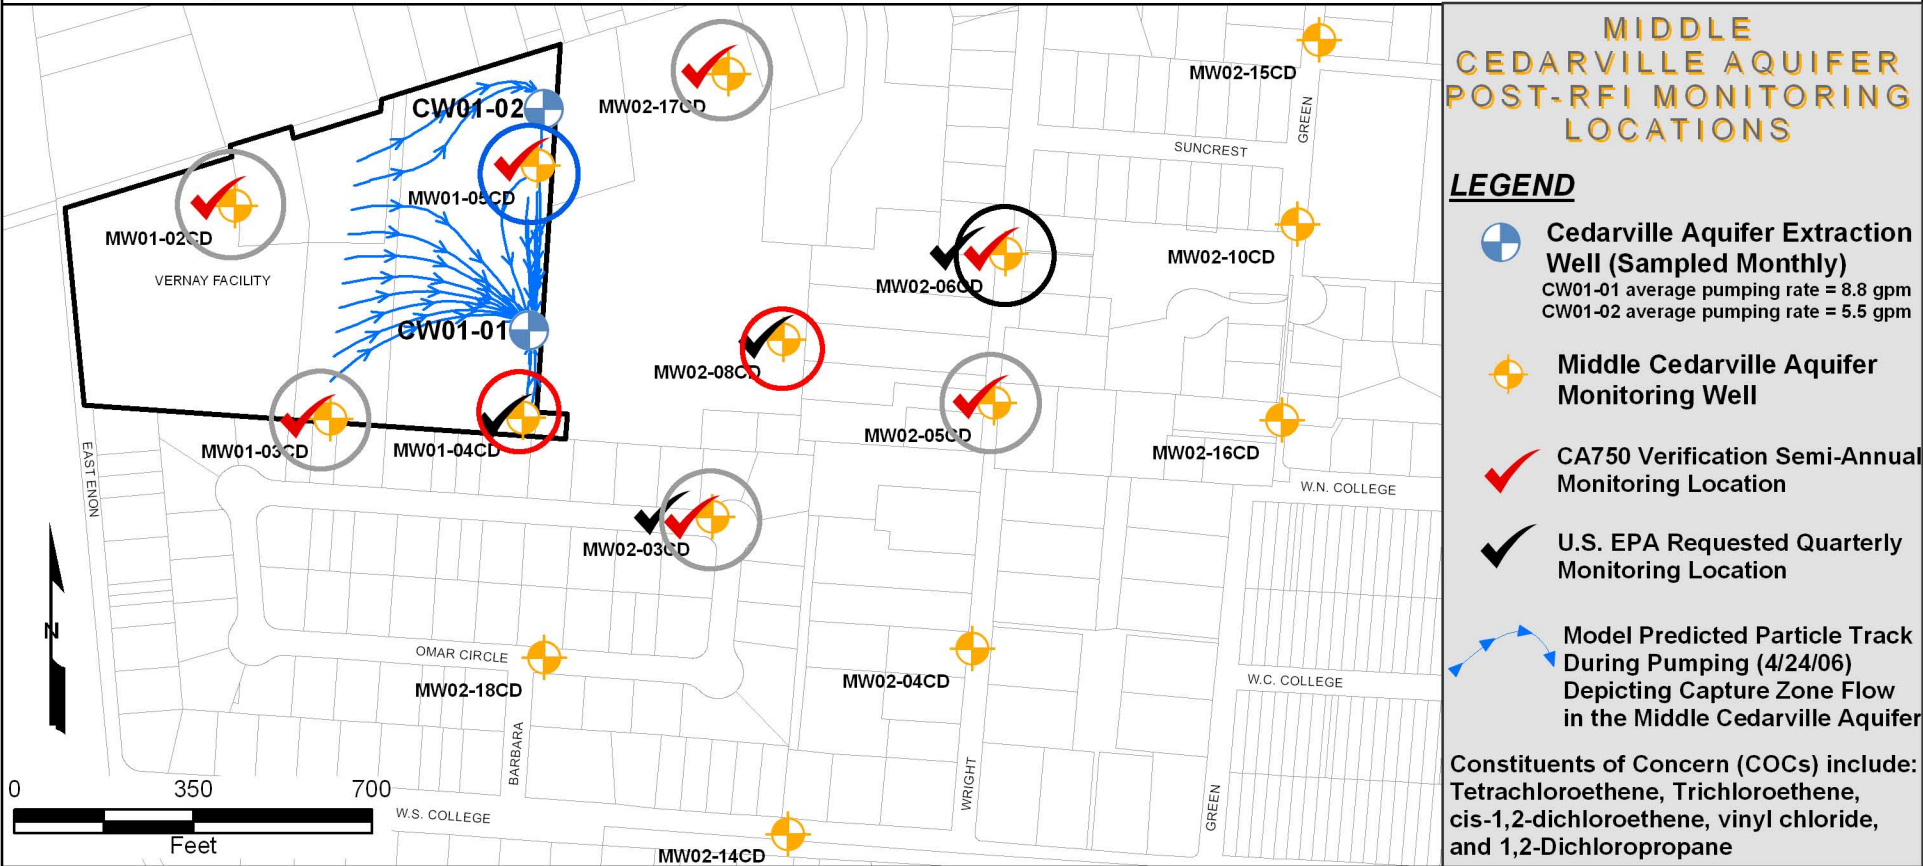 CW01-02
MW02-17CD
MW02-15CD
GREEN
SUNCREST
MW01-05CD
MW01-02CD
VERNAY FACILITY
MW02-10CD
MW02-06CD
CW01-01
MW02-08CD
MW02-05CD
MW02-16CD
MW01-03CD
MW01-04CD
EAST ENON
W.N. COLLEGE
MW02-03CD
N
OMAR CIRCLE
MW02-18CD
MW02-04CD
W.C. COLLEGE
BARBARA
WRIGHT
GREEN
0 350 700
Feet
W.S. COLLEGE
MW02-14CD
MIDDLE
CEDARVILLE AQUIFER
POST-RFI MONITORING
LOCATIONS
LEGEND
Cedarville Aquifer Extraction
Well (Sampled Monthly)
CW01-01 average pumping rate = 8.8 gpm
CW01-02 average pumping rate = 5.5 gpm
Middle Cedarville Aquifer
Monitoring Well
CA750 Verification Semi-Annual
Monitoring Location
U.S. EPA Requested Quarterly
Monitoring Location
Model Predicted Particle Track
During Pumping (4/24/06)
Depicting Capture Zone Flow
in the Middle Cedarville Aquifer
Constituents of Concern (COCs) include:
Tetrachloroethene, Trichloroethene,
cis-1,2-dichloroethene, vinyl chloride,
and 1,2-Dichloropropane